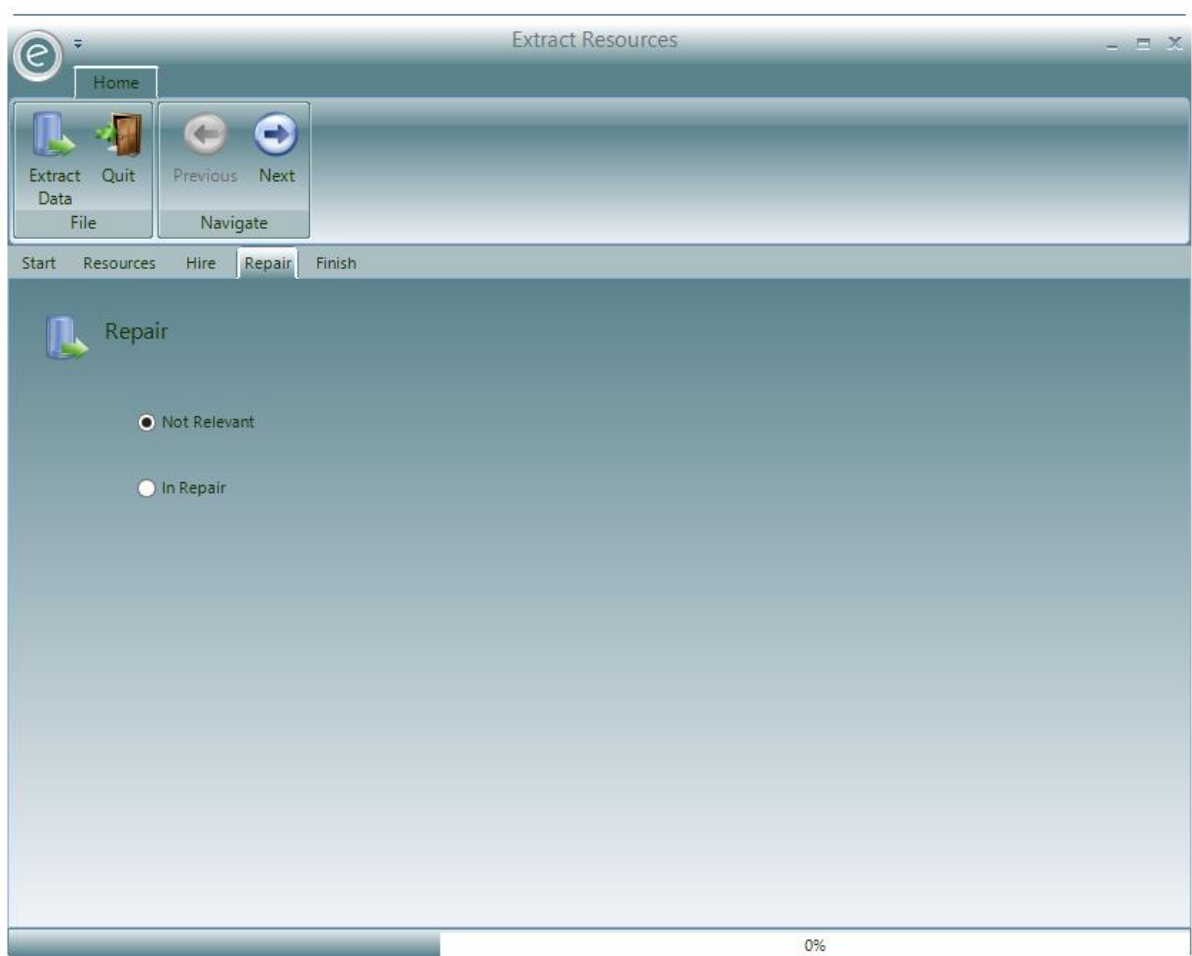 e
Extract Resources
Home
Extract Data
Quit
Previous
Next
File
Navigate
Start Resources Hire Repair Finish
Repair
Not Relevant
In Repair
0%